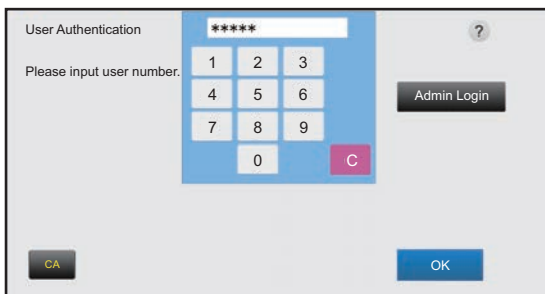 User Authentication
*****
?
Please input user number.
1 2 3
4 5 6
Admin Login
7 8 9
0 C
CA
OK